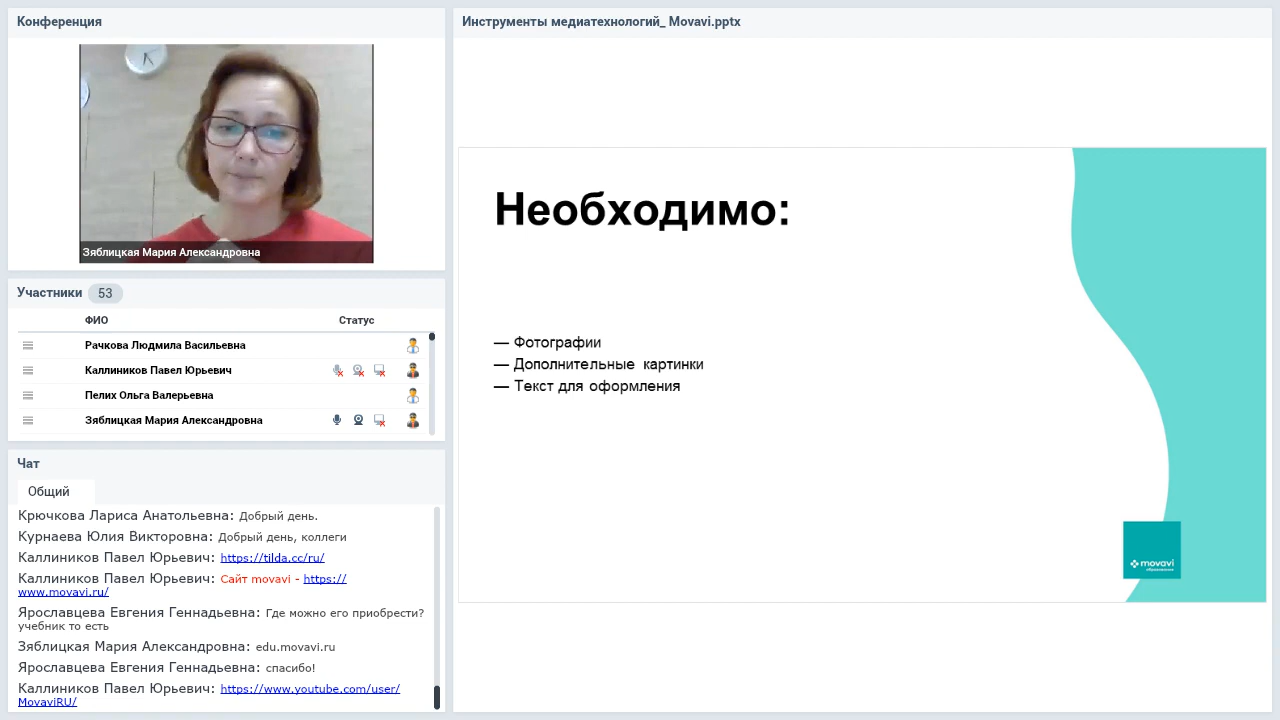 Конференция
Зяблицкая Мария Александровна
Участники 53
ФИО Статус
Рачкова Людмила Васильевна
Каллиников Павел Юрьевич
Пелих Ольга Валерьевна
Зяблицкая Мария Александровна
Чат
Общий
Крючкова Лариса Анатольевна: Добрый день.
Курнаева Юлия Викторовна: Добрый день, коллеги
Каллиников Павел Юрьевич: https://tilda.cc/ru/
Каллиников Павел Юрьевич: Сайт movavi - https://
www.movavi.ru/
Ярославцева Евгения Геннадьевна: Где можно его приобрести?
учебник то есть
Зяблицкая Мария Александровна: edu.movavi.ru
Ярославцева Евгения Геннадьевна: спасибо!
Каллиников Павел Юрьевич: https://www.youtube.com/user/
MovaviRU/
Инструменты медиатехнологий_ Movavi.pptx
Необходимо:
— Фотографии
— Дополнительные картинки
— Текст для оформления
movavi
образование